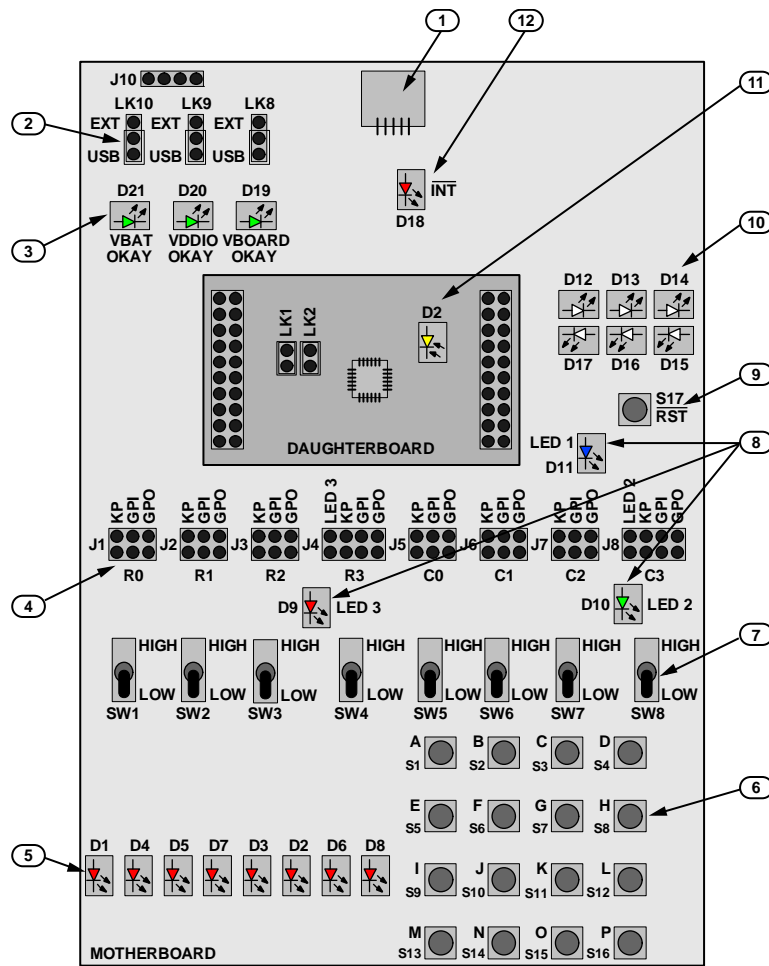 1
12
11
J10
LK10 LK9 LK8
2
EXT EXT EXT
USB USB USB
INT
D18
D21 D20 D19
3
VBAT OKAY
VDDIO OKAY
VBOARD OKAY
10
D12 D13 D14
D17 D16 D15
LK1 LK2
D2
DAUGHTERBOARD
9
S17
RST
LED 1
D11
8
KP GPI GPO
KP GPI GPO
KP GPI GPO
LED 3 KP GPI GPO
KP GPI GPO
KP GPI GPO
KP GPI GPO
LED 2 KP GPI GPO
J1 J2 J3 J4 J5 J6 J7 J8
R0 R1 R2 R3 C0 C1 C2 C3
4
D9 LED 3
D10 LED 2
HIGH HIGH HIGH HIGH HIGH HIGH HIGH HIGH
7
LOW LOW LOW LOW LOW LOW LOW LOW
SW1 SW2 SW3 SW4 SW5 SW6 SW7 SW8
A B C D
S1 S2 S3 S4
E F G H
S5 S6 S7 S8
6
D1 D4 D5 D7 D3 D2 D6 D8
5
I J K L
S9 S10 S11 S12
M N O P
S13 S14 S15 S16
MOTHERBOARD